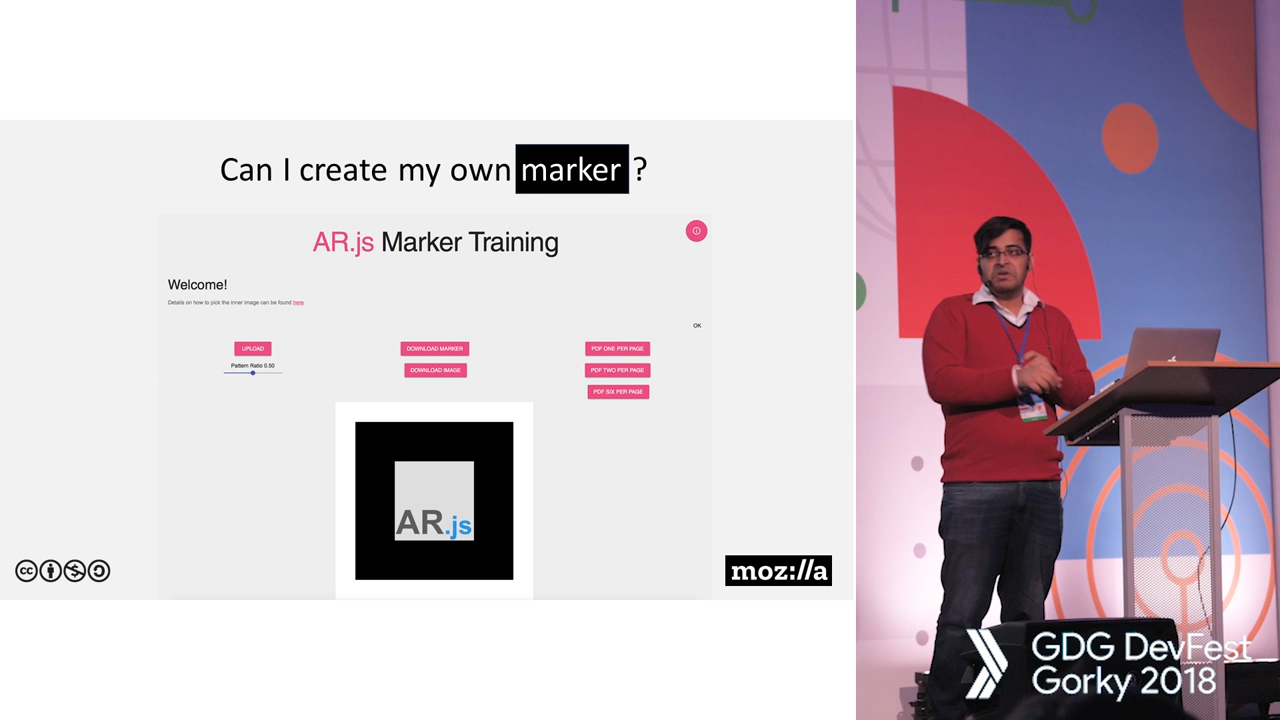 Can I create my own marker ?
AR.js Marker Training
Welcome!
Details on how to pick the inner image can be found here
OK
UPLOAD
Pattern Ratio 0.50
DOWNLOAD MARKER
DOWNLOAD IMAGE
PDF ONE PER PAGE
PDF TWO PER PAGE
PDF SIX PER PAGE
AR.js
cc
moz://a
GDG DevFest
Gorky 2018